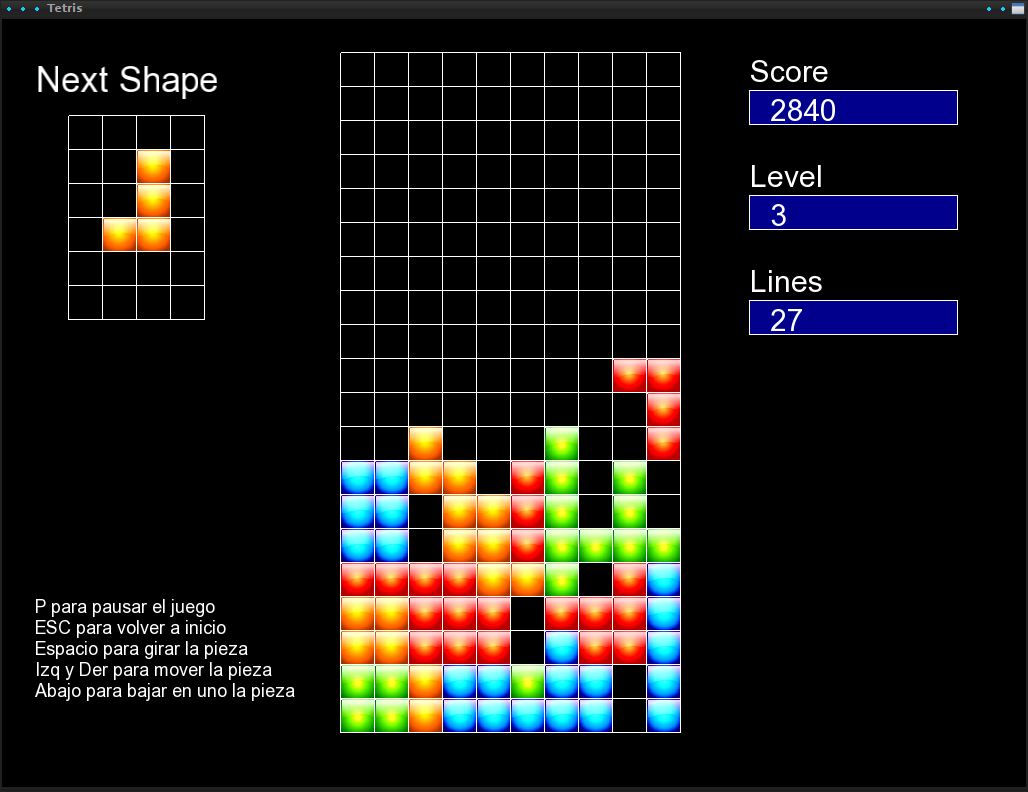 Tetris
Next Shape
Score
2840
Level
3
Lines
27
P para pausar el juego
ESC para volver a inicio
Espacio para girar la pieza
Izq y Der para mover la pieza
Abajo para bajar en uno la pieza